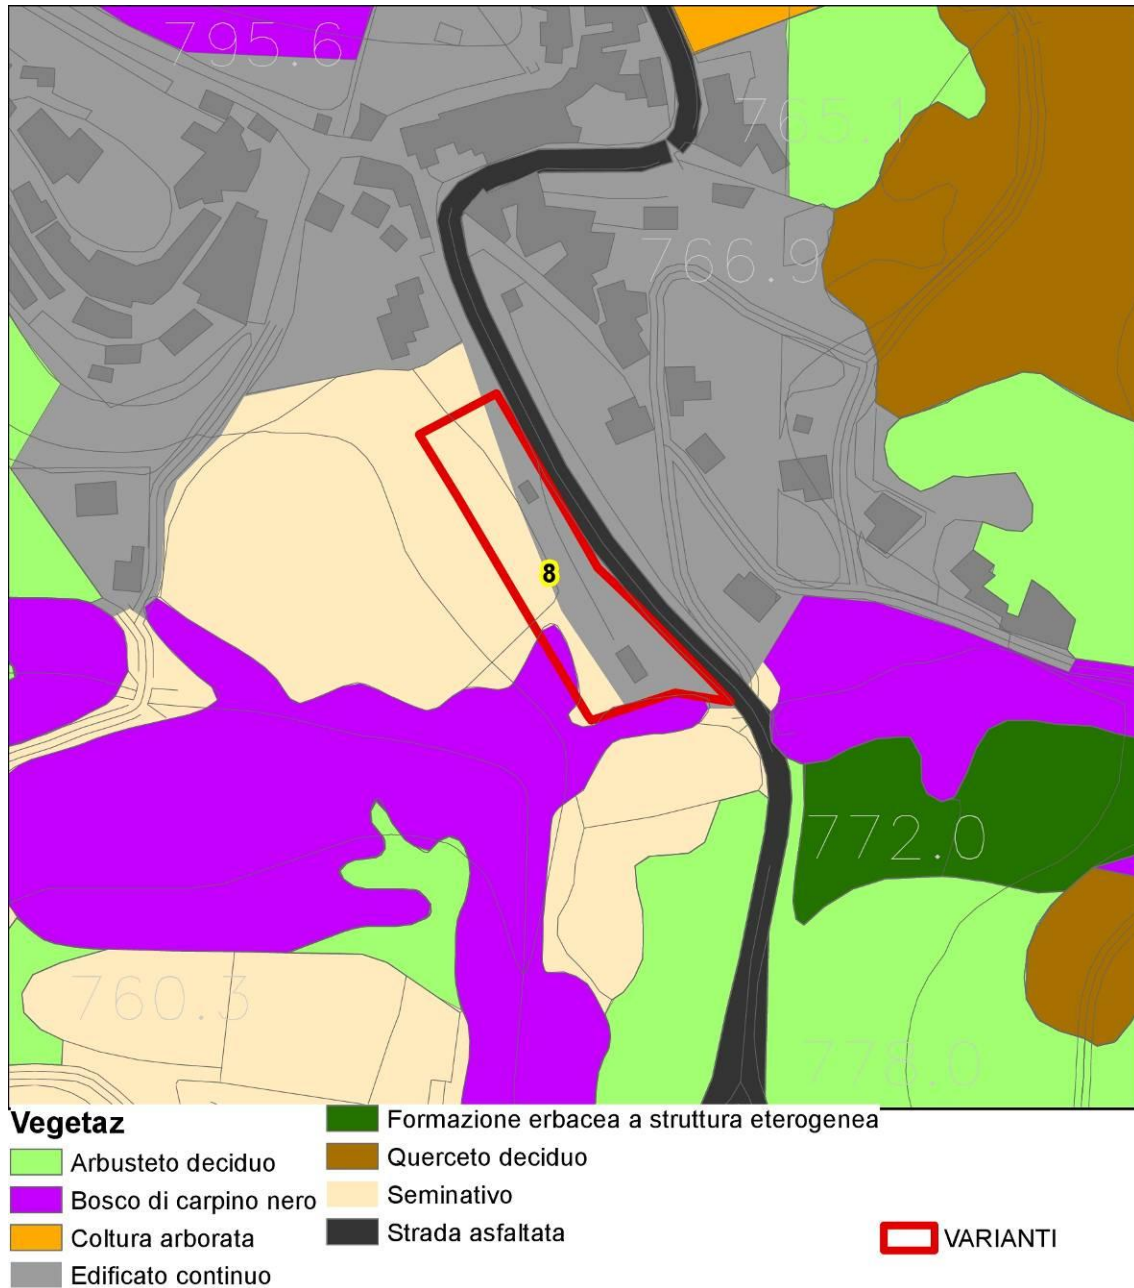 795.6
765.1
766.9
8
772.0
760.3
778.0
Vegetaz
Arbusteto deciduo
Bosco di carpino nero
Coltura arborata
Edificato continuo
Formazione erbacea a struttura eterogenea
Querceto deciduo
Seminativo
Strada asfaltata
VARIANTI